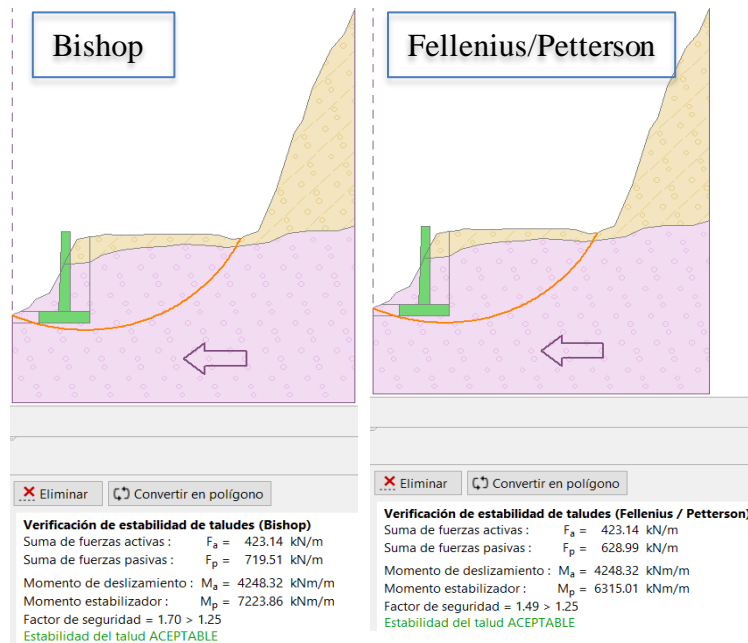 Bishop
Eliminar
Convertir en polígono
Verificación de estabilidad de taludes (Bishop)
Suma de fuerzas activas : Fa = 423.14 kN/m
Suma de fuerzas pasivas : Fp = 719.51 kN/m
Momento de deslizamiento : Ma = 4248.32 kNm/m
Momento estabilizador : Mp = 7223.86 kNm/m
Factor de seguridad = 1.70 > 1.25
Estabilidad del talud ACEPTABLE
Fellenius/Petterson
Eliminar
Convertir en polígono
Verificación de estabilidad de taludes (Fellenius / Petterson)
Suma de fuerzas activas : Fa = 423.14 kN/m
Suma de fuerzas pasivas : Fp = 628.99 kN/m
Momento de deslizamiento : Ma = 4248.32 kNm/m
Momento estabilizador : Mp = 6315.01 kNm/m
Factor de seguridad = 1.49 > 1.25
Estabilidad del talud ACEPTABLE